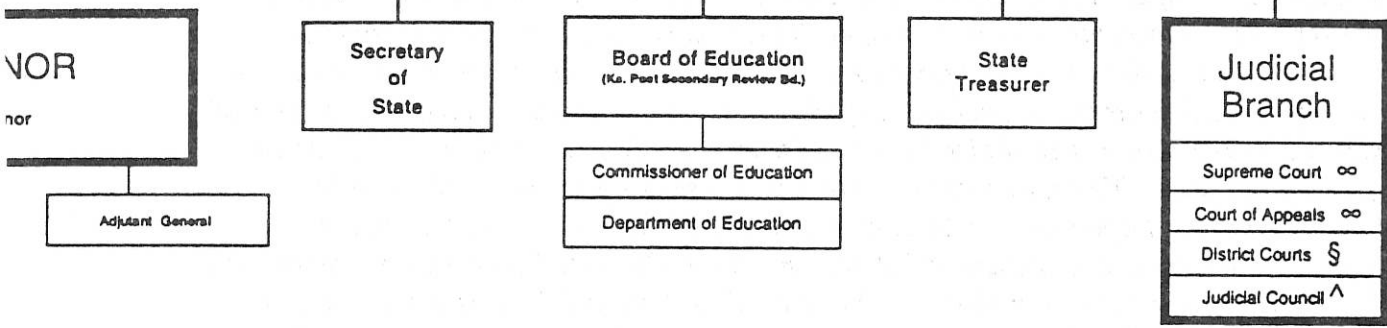 NOR
nor
Adjutant General
Secretary
of
State
Board of Education
(Ks. Post Secondary Review Bd.)
Commissioner of Education
Department of Education
State
Treasurer
Judicial
Branch
Supreme Court ∞
Court of Appeals ∞
District Courts §
Judicial Council ^